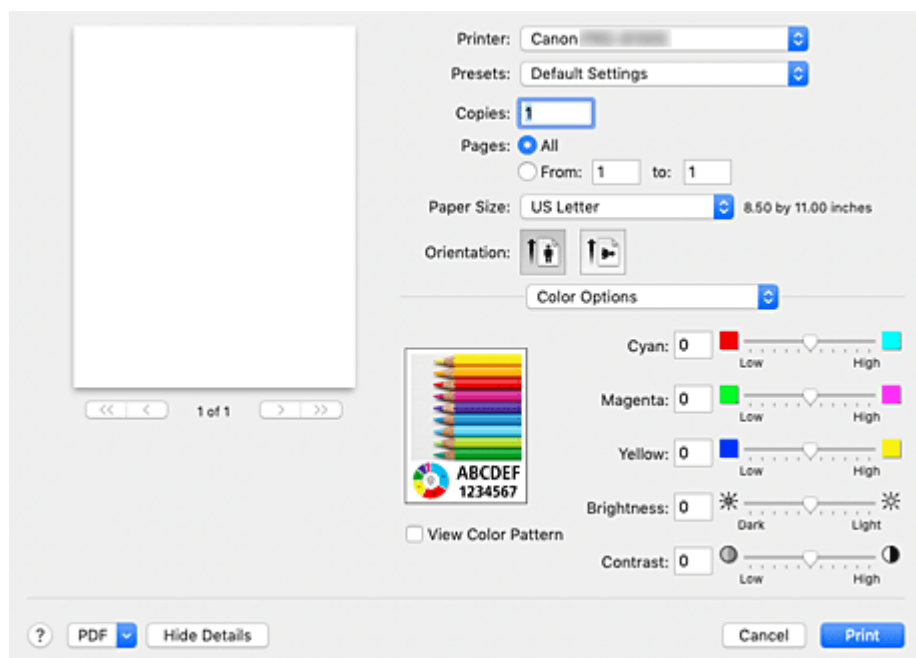 Printer: Canon
Presets: Default Settings
Copies: 1
Pages: All
From: 1 to: 1
Paper Size: US Letter 8.50 by 11.00 inches
Orientation:
Color Options
Cyan: 0
Low High
Magenta: 0
Low High
Yellow: 0
Low High
Brightness: 0
Dark Light
Contrast: 0
Low High
1 of 1
ABCDEF
1234567
View Color Pattern
? PDF Hide Details Cancel Print